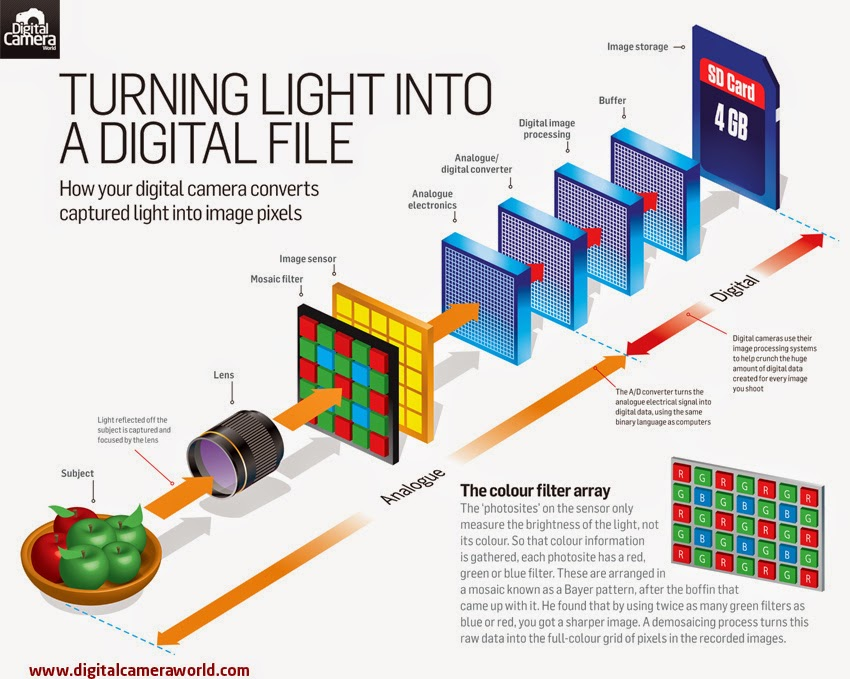 Digital
Camera
World
TURNING LIGHT INTO
A DIGITAL FILE
How your digital camera converts
captured light into image pixels
Image storage
SD Card
4 GB
Buffer
Digital image
processing
Analogue/
digital converter
Analogue
electronics
Image sensor
Mosaic filter
Lens
Light reflected off the
subject is captured and
focused by the lens
Subject
Analogue
Digital
The A/D converter turns the
analogue electrical signal into
digital data, using the same
binary language as computers
Digital cameras use their
image processing systems
to help crunch the huge
amount of digital data
created for every image
you shoot
The colour filter array
The 'photosites' on the sensor only
measure the brightness of the light, not
its colour. So that colour information
is gathered, each photosite has a red,
green or blue filter. These are arranged in
a mosaic known as a Bayer pattern, after the boffin that
came up with it. He found that by using twice as many green filters as
blue or red, you got a sharper image. A demosaicing process turns this
raw data into the full-colour grid of pixels in the recorded images.
R G R G R G R
G B G B G B G
R G R G R G R
G B G B G B G
R G R G R G R
www.digitalcameraworld.com